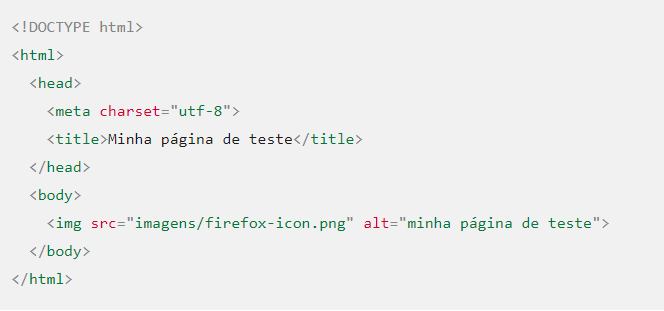 <!DOCTYPE html>
<html>
  <head>
    <meta charset="utf-8">
    <title>Minha página de teste</title>
  </head>
  <body>
    <img src="imagens/firefox-icon.png" alt="minha página de teste">
  </body>
</html>